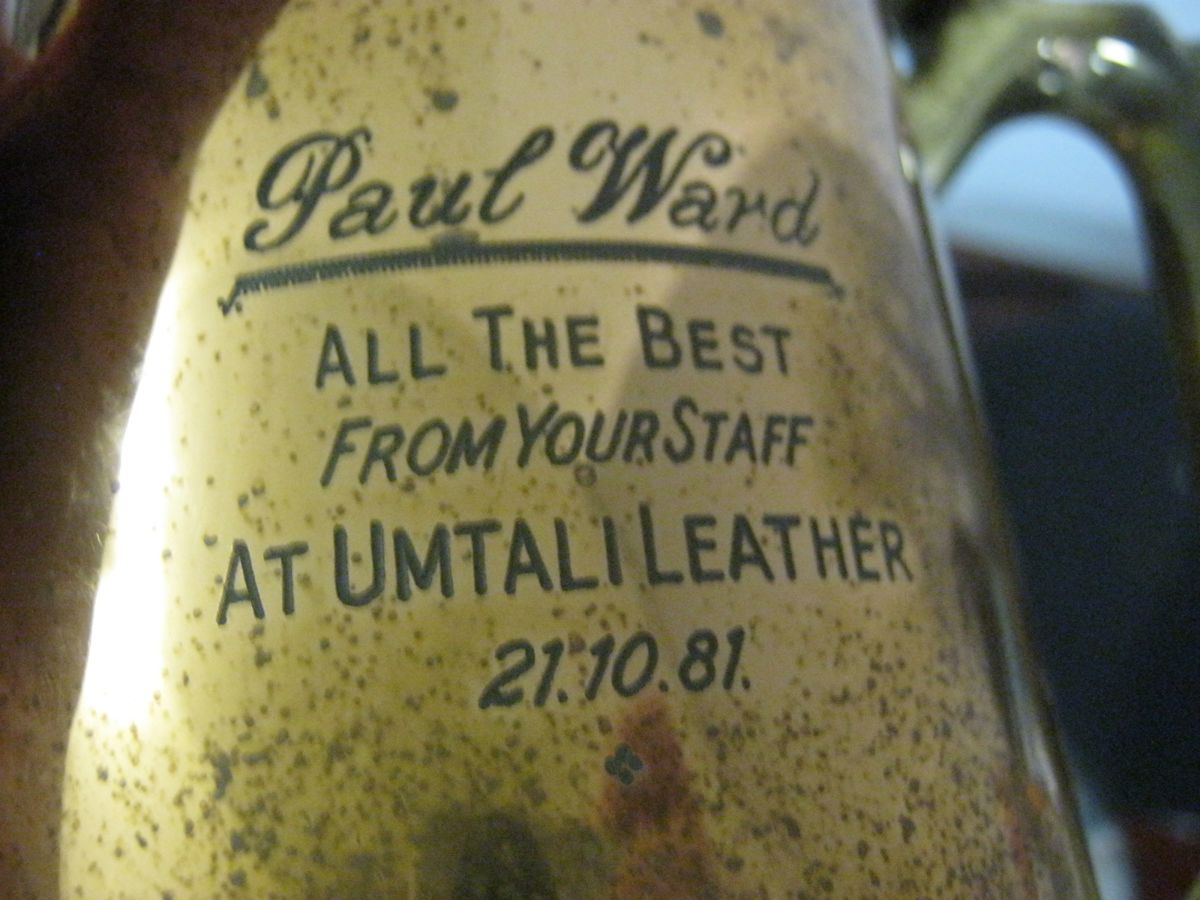 Paul Ward
ALL THE BEST
FROM YOUR STAFF
AT UMTALI LEATHER
21.10.81.